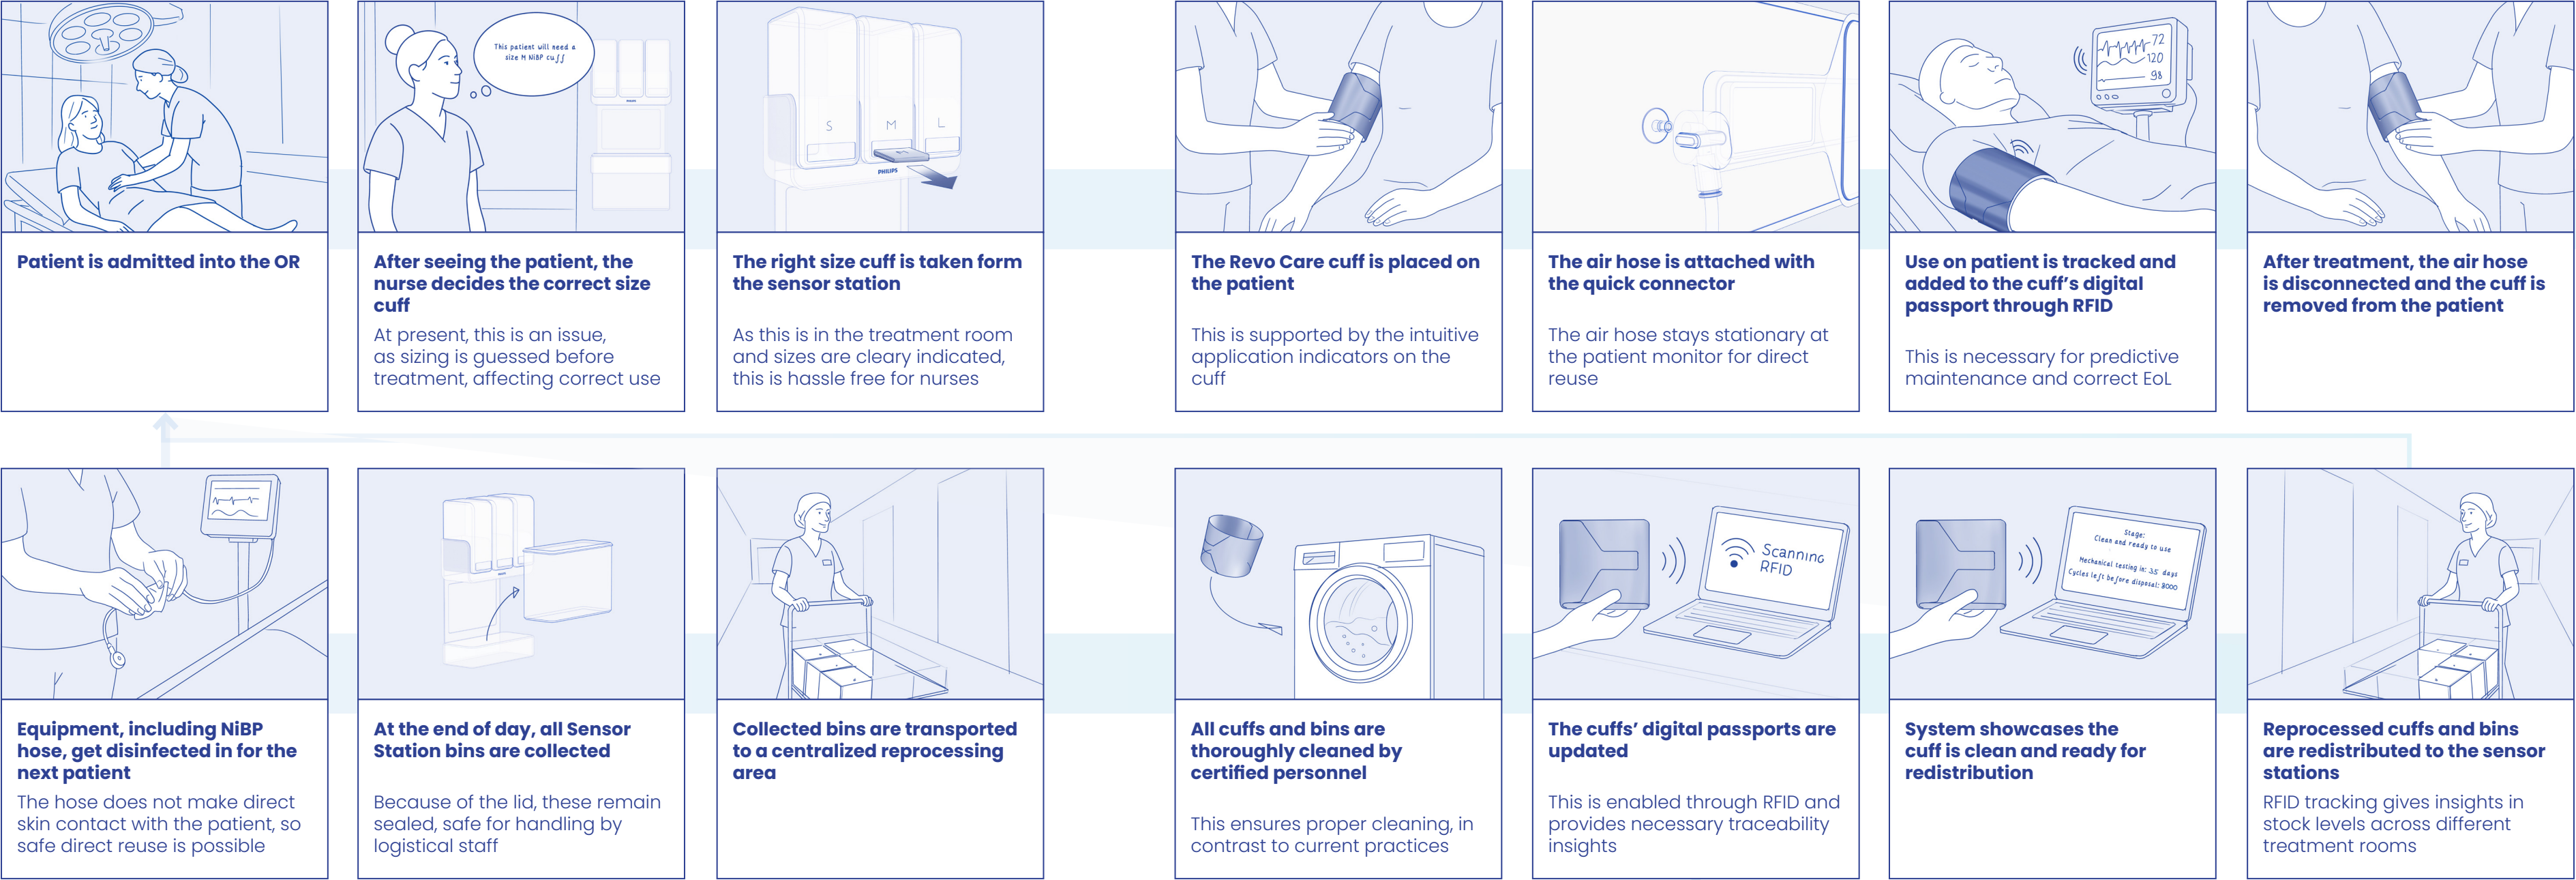 Patient is admitted into the OR
This patient will need a
size M NiBP cuff
After seeing the patient, the
nurse decides the correct size
cuff
At present, this is an issue,
as sizing is guessed before
treatment, affecting correct use
S
M
L
PHILIPS
The right size cuff is taken form
the sensor station
As this is in the treatment room
and sizes are cleary indicated,
this is hassle free for nurses
The Revo Care cuff is placed on
the patient
This is supported by the intuitive
application indicators on the
cuff
The air hose is attached with
the quick connector
The air hose stays stationary at
the patient monitor for direct
reuse
72
120
98
Use on patient is tracked and
added to the cuff’s digital
passport through RFID
This is necessary for predictive
maintenance and correct EoL
After treatment, the air hose
is disconnected and the cuff is
removed from the patient
Equipment, including NiBP
hose, get disinfected in for the
next patient
The hose does not make direct
skin contact with the patient, so
safe direct reuse is possible
At the end of day, all Sensor
Station bins are collected
Because of the lid, these remain
sealed, safe for handling by
logistical staff
Collected bins are transported
to a centralized reprocessing
area
All cuffs and bins are
thoroughly cleaned by
certified personnel
This ensures proper cleaning, in
contrast to current practices
Scanning
RFID
The cuffs’ digital passports are
updated
This is enabled through RFID and
provides necessary traceability
insights
Stage:
Clean and ready to use
Mechanical testing in: 35 days
Cycles left before disposal: 8000
System showcases the
cuff is clean and ready for
redistribution
Reprocessed cuffs and bins
are redistributed to the sensor
stations
RFID tracking gives insights in
stock levels across different
treatment rooms